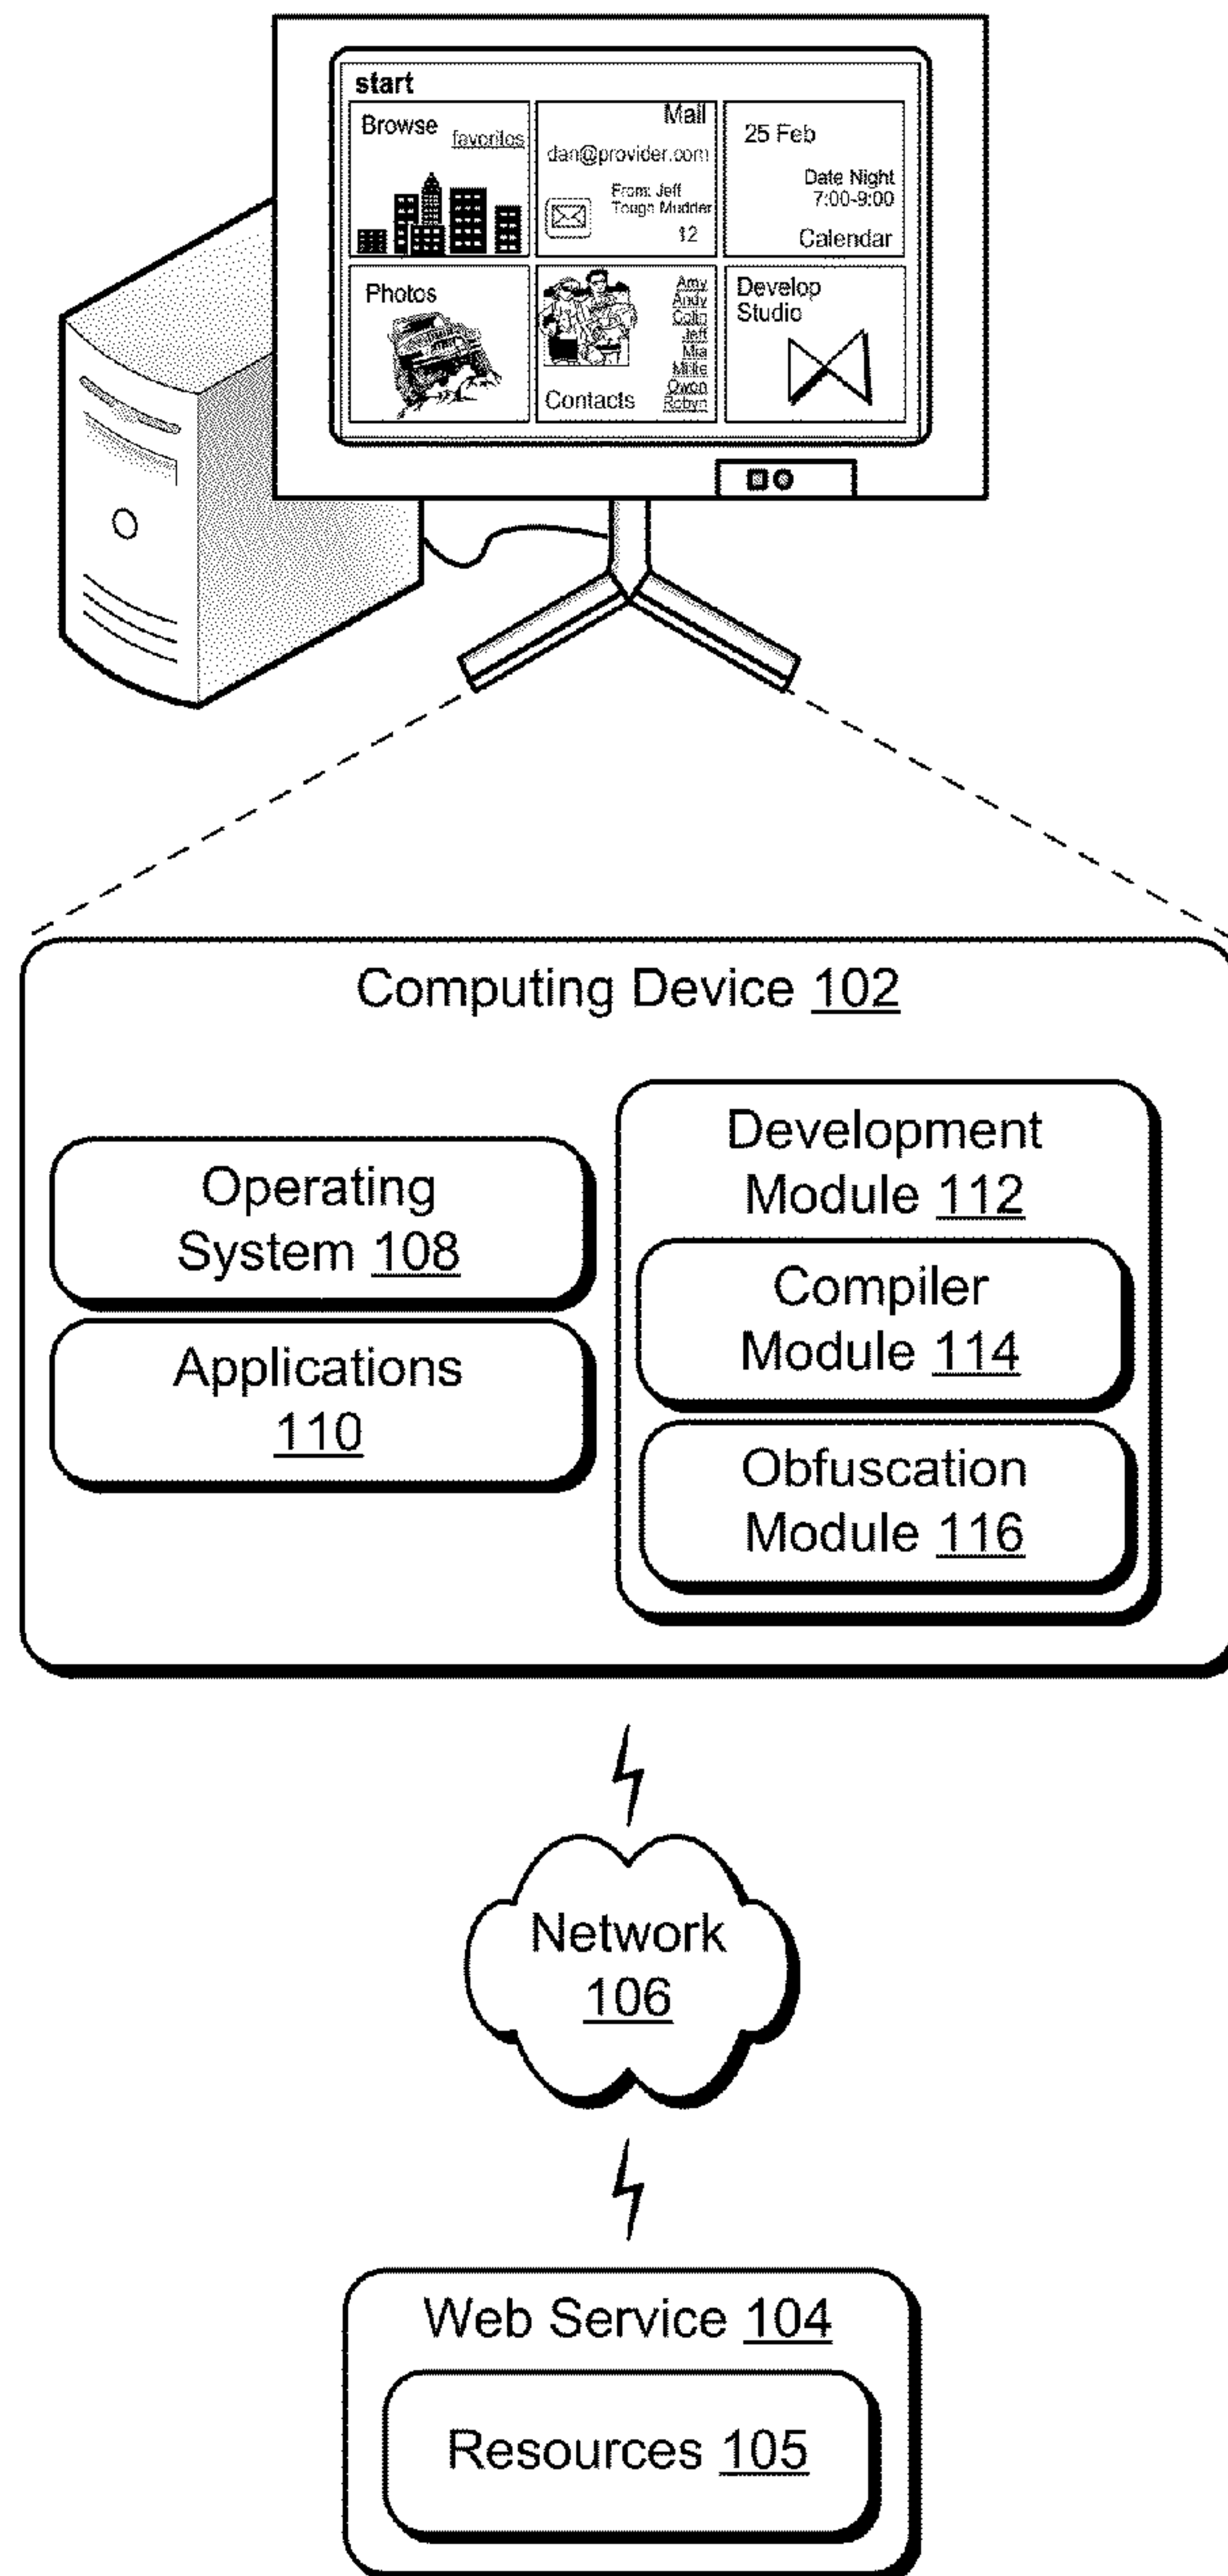 start
Browse
favorites
Mail
dan@provider.com
From: Jeff
Tough Mudder
12
25 Feb
Date Night
7:00-9:00
Calendar
Photos
Contacts
Amy
Andy
Colin
Jeff
Mia
Millie
Owen
Robyn
Develop
Studio
Computing Device 102
Operating
System 108
Applications
110
Development
Module 112
Compiler
Module 114
Obfuscation
Module 116
Network
106
Web Service 104
Resources 105